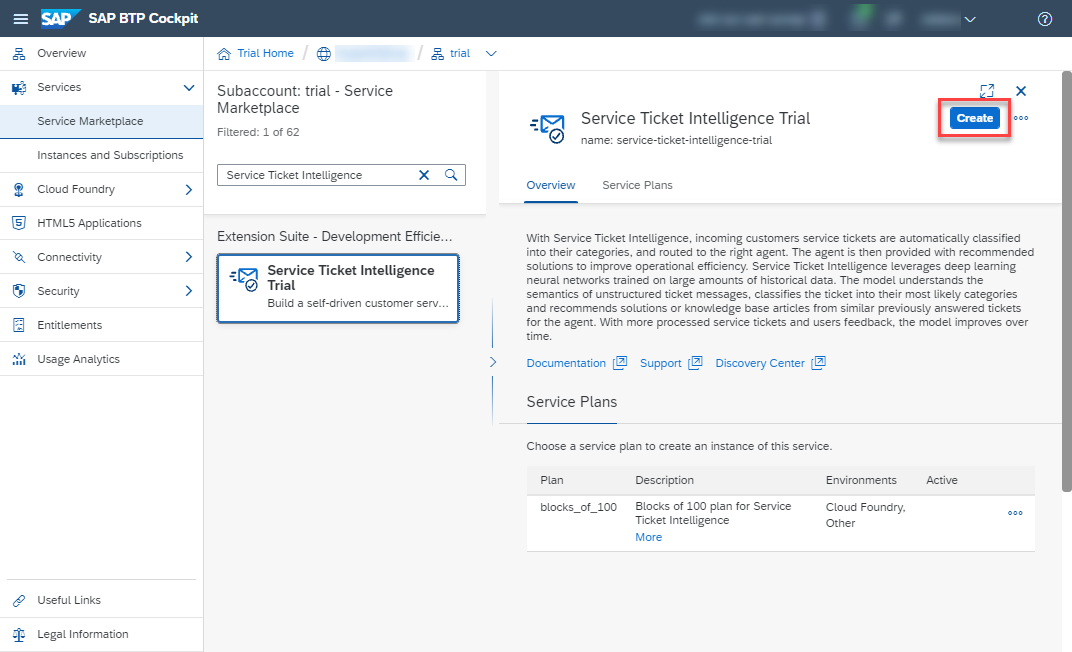 SAP SAP BTP Cockpit
Overview
Services
Service Marketplace
Instances and Subscriptions
Cloud Foundry
HTML5 Applications
Connectivity
Security
Entitlements
Usage Analytics
Useful Links
Legal Information
Trial Home / / trial
Subaccount: trial - Service
Marketplace
Filtered: 1 of 62
Service Ticket Intelligence
Extension Suite - Development Efficie...
Service Ticket Intelligence
Trial
Build a self-driven customer serv...
Service Ticket Intelligence Trial
name: service-ticket-intelligence-trial
Create
Overview Service Plans
With Service Ticket Intelligence, incoming customers service tickets are automatically classified
into their categories, and routed to the right agent. The agent is then provided with recommended
solutions to improve operational efficiency. Service Ticket Intelligence leverages deep learning
neural networks trained on large amounts of historical data. The model understands the
semantics of unstructured ticket messages, classifies the ticket into their most likely categories
and recommends solutions or knowledge base articles from similar previously answered tickets
for the agent. With more processed service tickets and users feedback, the model improves over
time.
Documentation Support Discovery Center
Service Plans
Choose a service plan to create an instance of this service.
Plan Description Environments Active
blocks_of_100 Blocks of 100 plan for Service Cloud Foundry,
Ticket Intelligence Other
More